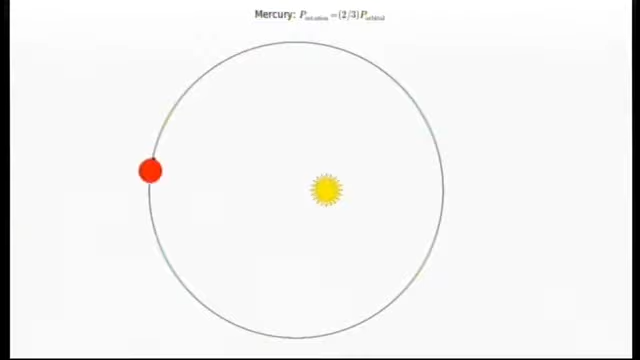 Mercury: P_rotation = (2/3)P_orbital